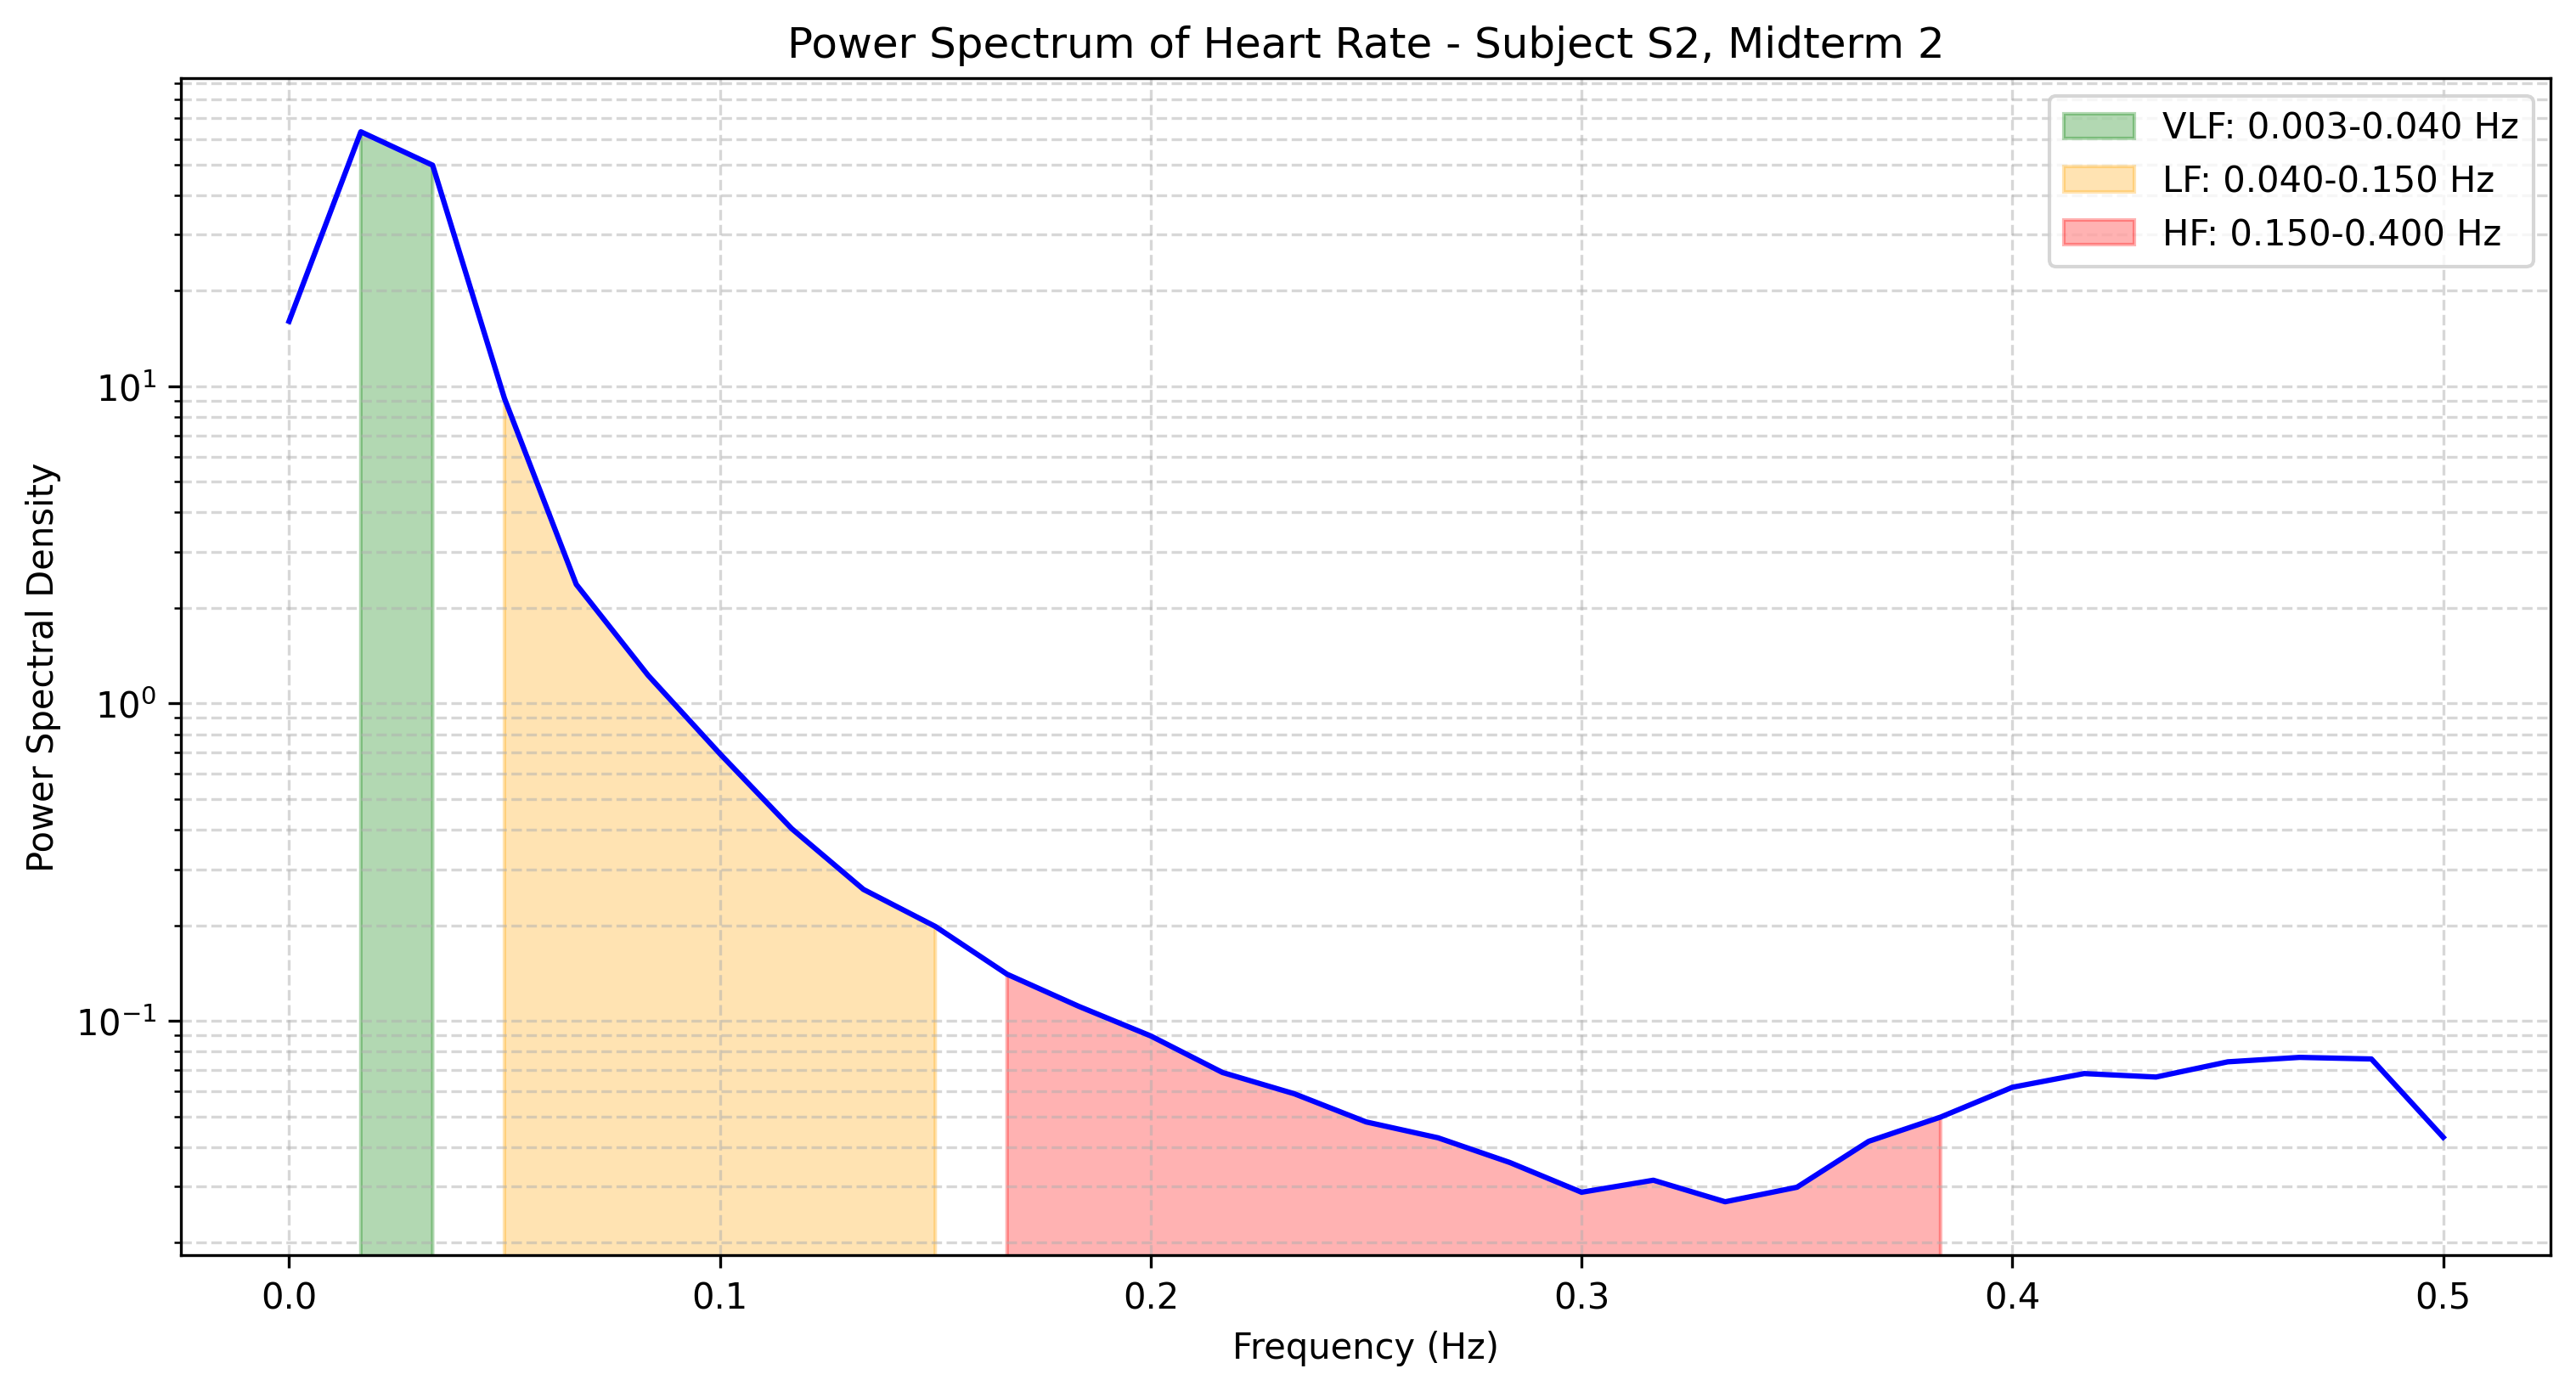 Power Spectrum of Heart Rate - Subject S2, Midterm 2
VLF: 0.003-0.040 Hz
LF: 0.040-0.150 Hz
HF: 0.150-0.400 Hz
Power Spectral Density
10¹
10⁰
10⁻¹
0.0 0.1 0.2 0.3 0.4 0.5
Frequency (Hz)